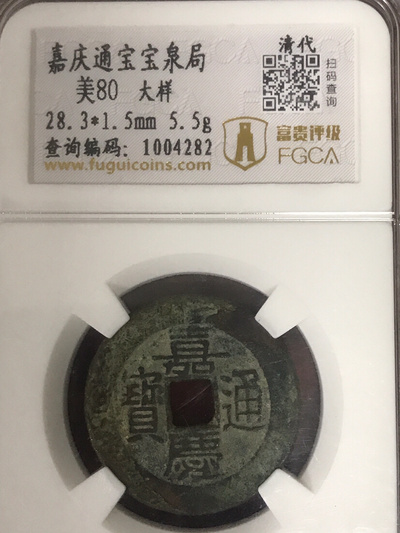 嘉庆通宝宝泉局
清代
美80 大样
扫码查询
28.3*1.5mm 5.5g
富贵评级
查询编码: 1004282
FGCA
www.fuguicoins.com
嘉慶通寶